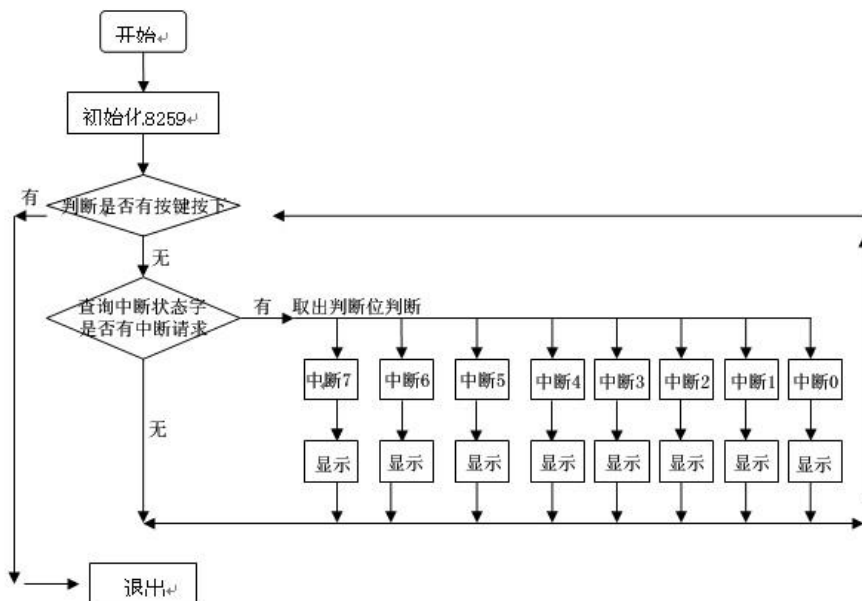 开始
初始化8259
有
判断是否有按键按下
无
查询中断状态字
是否有中断请求
有 取出判断位判断
中断7 中断6 中断5 中断4 中断3 中断2 中断1 中断0
无
显示 显示 显示 显示 显示 显示 显示 显示
退出